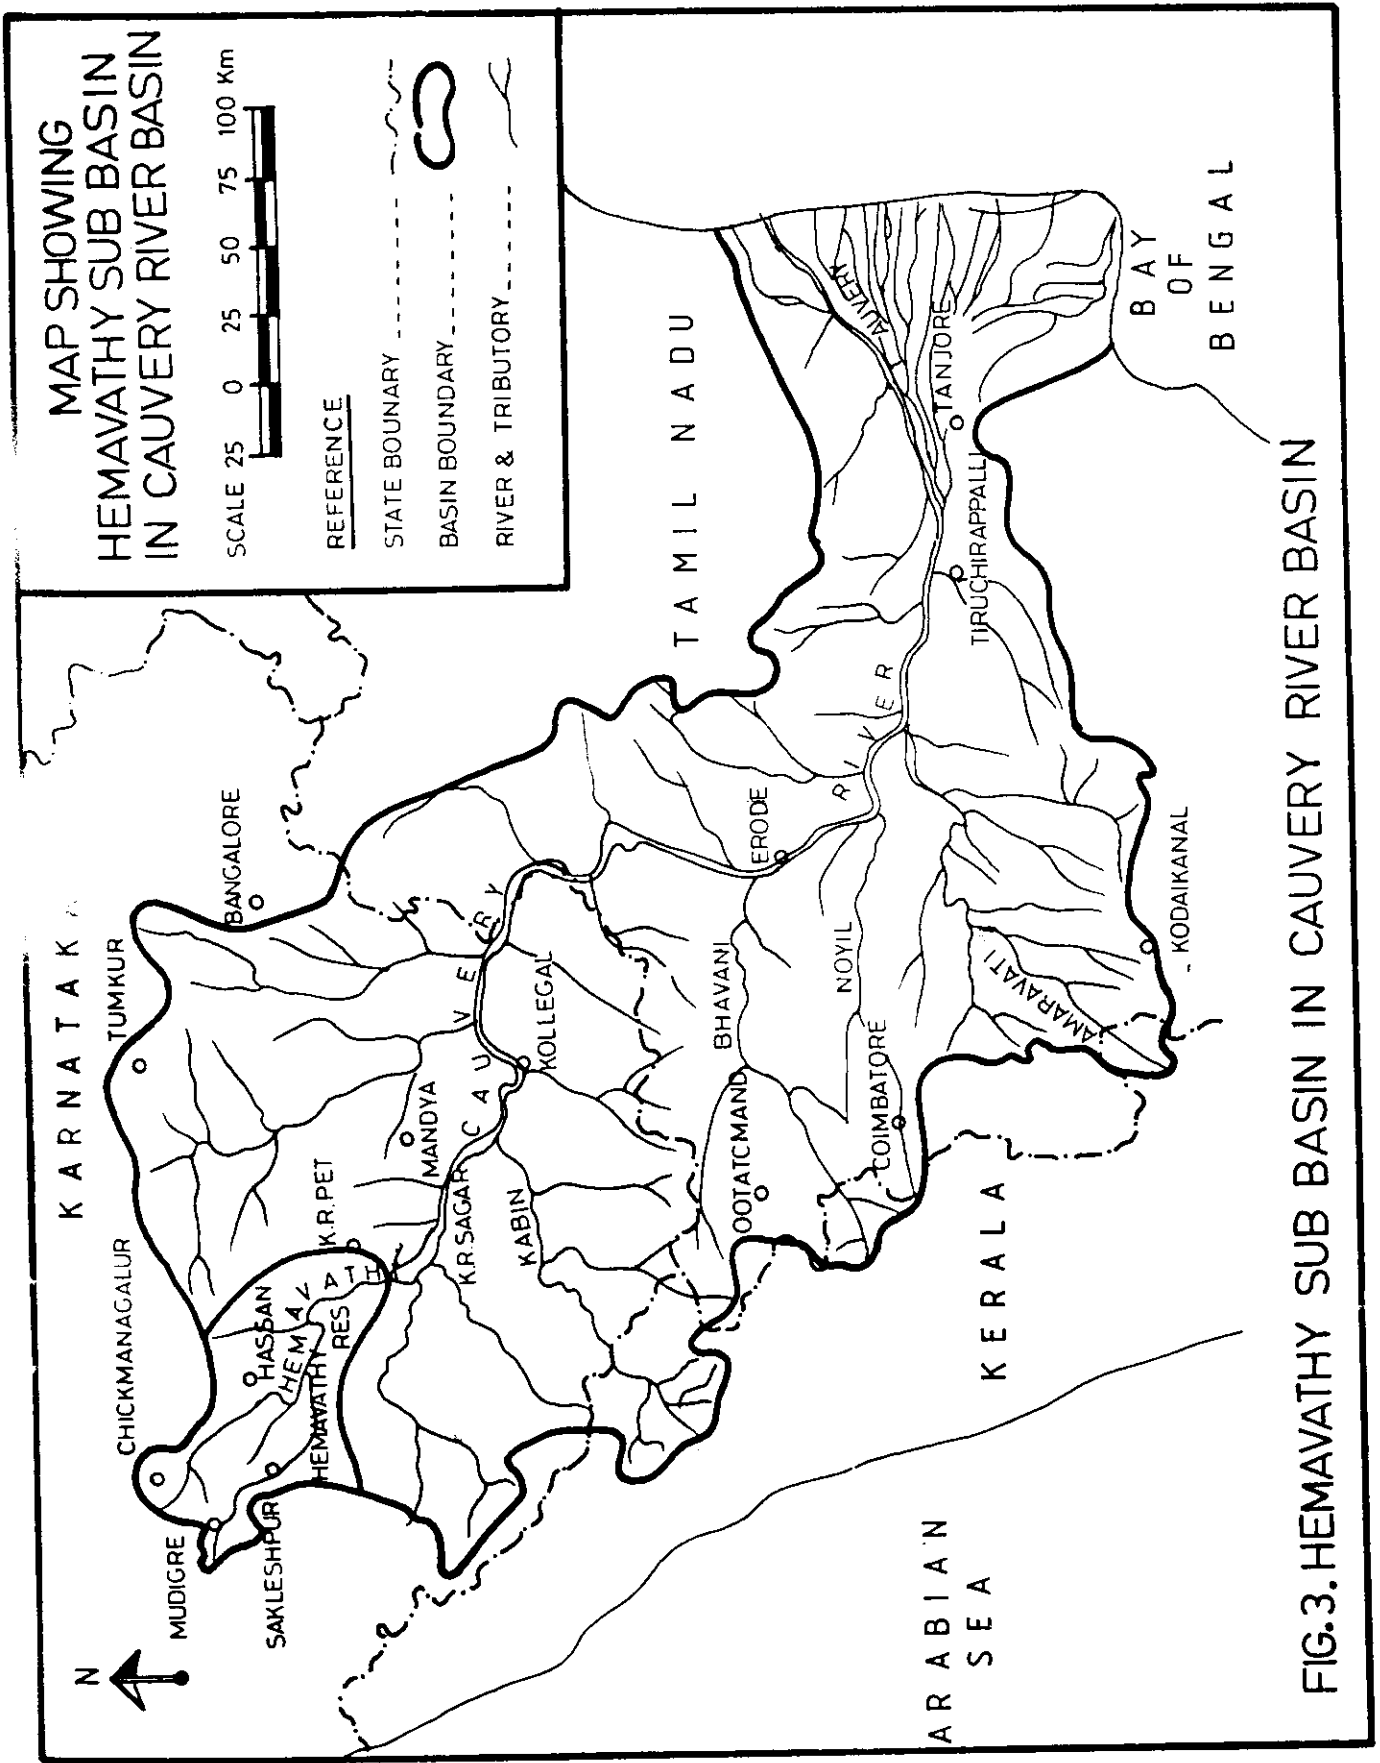 MAP SHOWING
HEMAVATHY SUB BASIN
IN CAUVERY RIVER BASIN
SCALE 25 0 25 50 75 100 Km
REFERENCE
STATE BOUNARY
BASIN BOUNDARY
RIVER & TRIBUTORY
N
KARNATAKA
CHICKMANAGALUR
TUMKUR
BANGALORE
MUDIGRE
SAKLESHPUR
HASSAN
HEMAVATHY
HEMAVATHY
RES
K.R.PET
MANDYA
K.R.SAGAR
KABIN
CAUVERY
RIVER
KOLLEGAL
TAMIL NADU
ERODE
BHAVANI
NOYIL
OOTATCMAND
COIMBATORE
AMARAVATI
KODAIKANAL
TIRUCHIRAPPALLI
TANJORE
AUVERY
KERALA
ARABIAN
SEA
BAY
OF
BENGAL
FIG.3. HEMAVATHY SUB BASIN IN CAUVERY RIVER BASIN